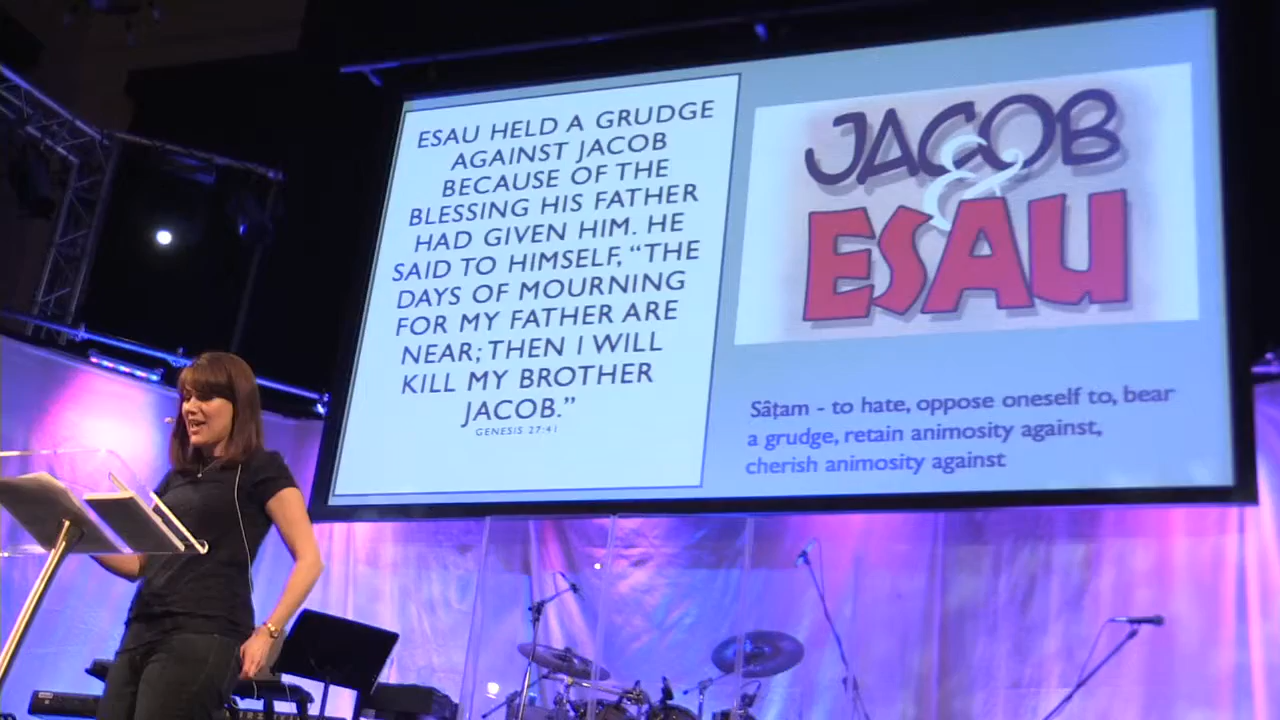 ESAU HELD A GRUDGE
AGAINST JACOB
BECAUSE OF THE
BLESSING HIS FATHER
HAD GIVEN HIM. HE
SAID TO HIMSELF, “THE
DAYS OF MOURNING
FOR MY FATHER ARE
NEAR; THEN I WILL
KILL MY BROTHER
JACOB.”
GENESIS 27:41
JACOB
&
ESAU
Sâṭam - to hate, oppose oneself to, bear
a grudge, retain animosity against,
cherish animosity against